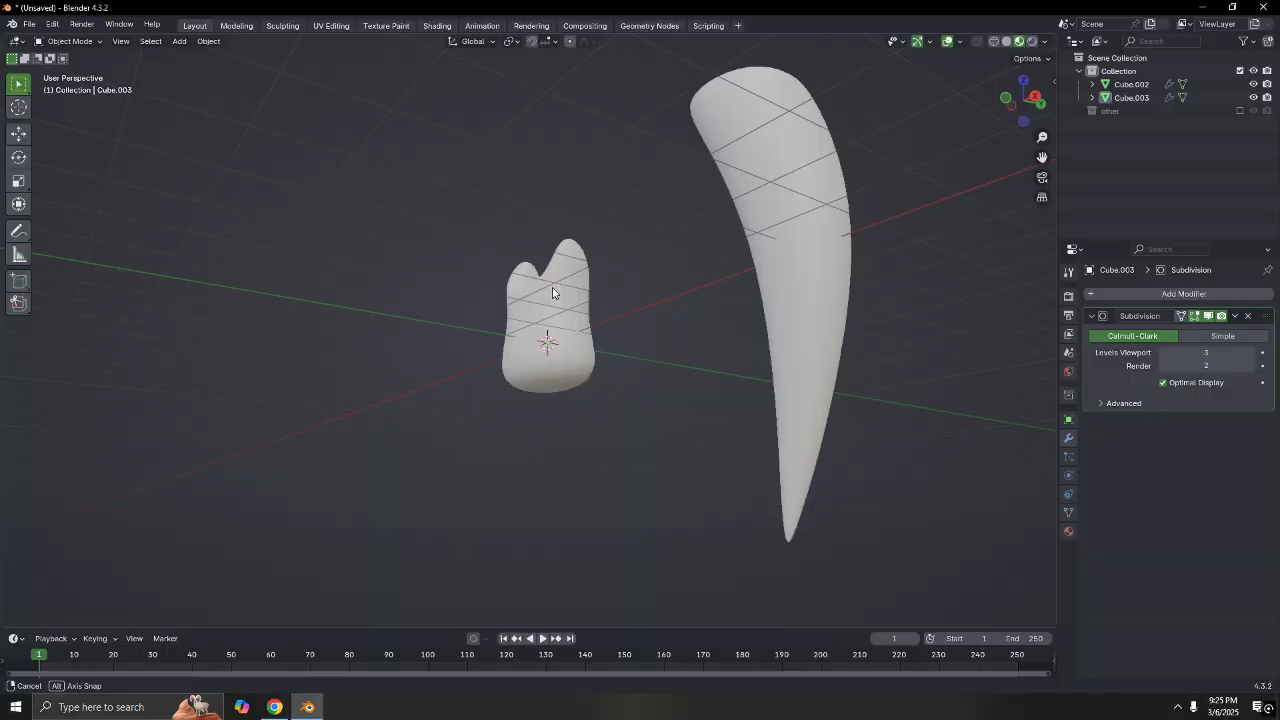 * (Unsaved) - Blender 4.3.2
File Edit Render Window Help Layout Modeling Sculpting UV Editing Texture Paint Shading Animation Rendering Compositing Geometry Nodes Scripting + Scene ViewLayer
Object Mode View Select Add Object Global Search
Options
User Perspective
(1) Collection | Cube.003
Scene Collection
Collection
Cube.002
Cube.003
other
Z
X
Y
Search
Cube.003 > Subdivision
+ Add Modifier
Subdivision
Catmull-Clark Simple
Levels Viewport 3
Render 2
Optimal Display
Advanced
Playback Keying View Marker 1 Start 1 End 250
1 10 20 30 40 50 60 70 80 90 100 110 120 130 140 150 160 170 180 190 200 210 220 230 240 250
Cancel Alt Axis Snap 4.3.2
Type here to search
9:25 PM
3/6/2025